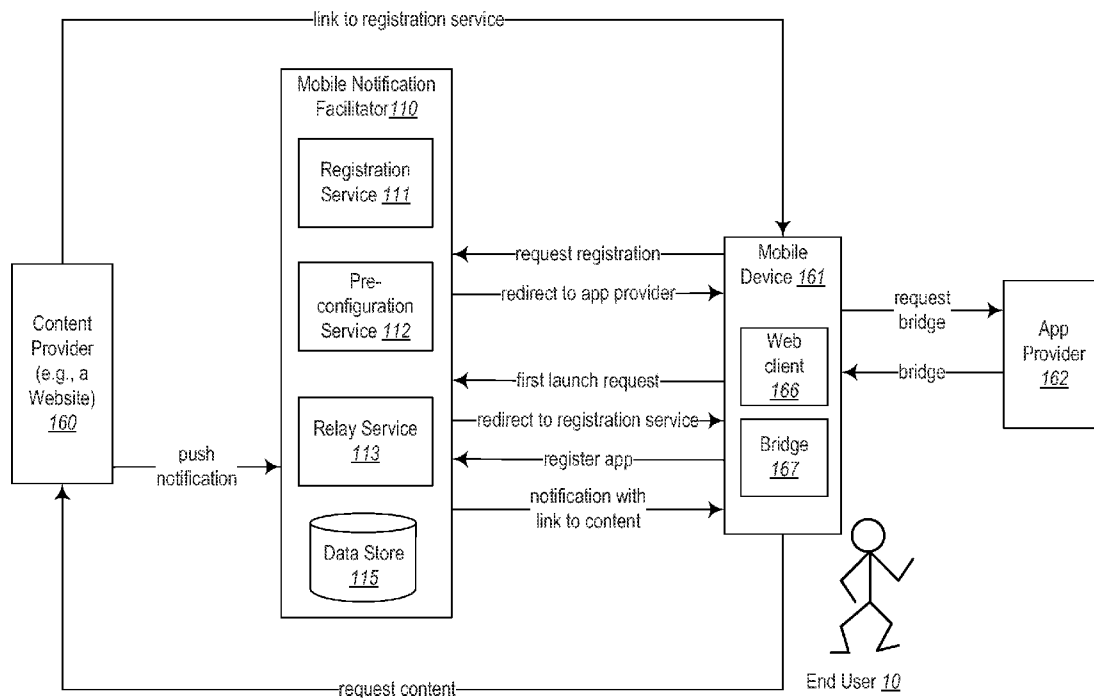 link to registration service
Mobile Notification
Facilitator 110
Registration
Service 111
Pre-
configuration
Service 112
Relay Service
113
Data Store
115
Content
Provider
(e.g., a
Website)
160
push
notification
request registration
redirect to app provider
first launch request
redirect to registration service
register app
notification with
link to content
Mobile
Device 161
Web
client
166
Bridge
167
request
bridge
bridge
App
Provider
162
request content
End User 10